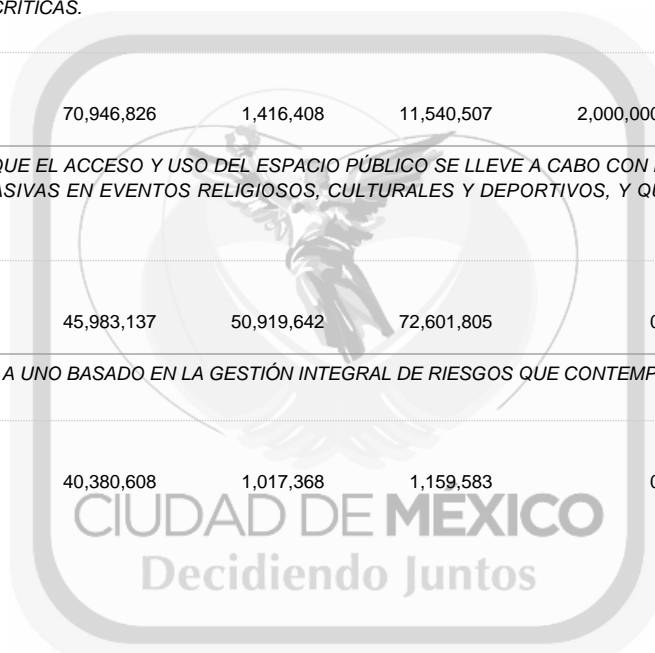 CRÍTICAS.
70,946,826 1,416,408 11,540,507 2,000,000
QUE EL ACCESO Y USO DEL ESPACIO PÚBLICO SE LLEVE A CABO CON
ASIVAS EN EVENTOS RELIGIOSOS, CULTURALES Y DEPORTIVOS, Y QU
45,983,137 50,919,642 72,601,805 0
A UNO BASADO EN LA GESTIÓN INTEGRAL DE RIESGOS QUE CONTEMP
40,380,608 1,017,368 1,159,583 0
CIUDAD DE MÉXICO
Decidiendo Juntos